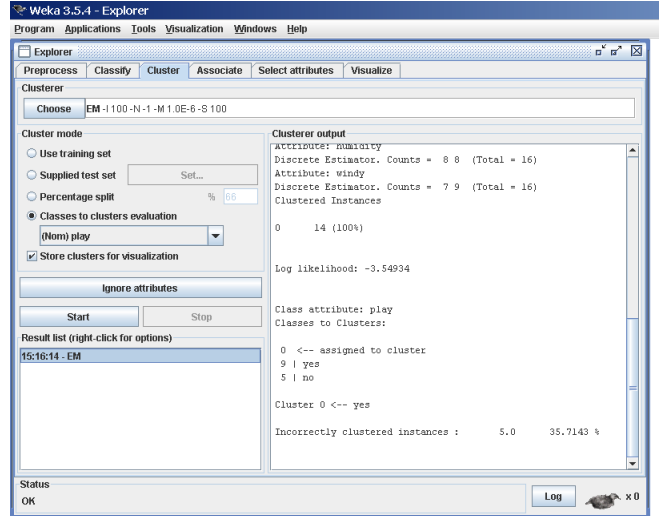 Weka 3.5.4 - Explorer
Program Applications Tools Visualization Windows Help
Explorer
Preprocess Classify Cluster Associate Select attributes Visualize
Clusterer
Choose EM -I 100 -N -1 -M 1.0E-6 -S 100
Cluster mode
Use training set
Supplied test set Set...
Percentage split % 66
Classes to clusters evaluation
(Nom) play
Store clusters for visualization
Ignore attributes
Start Stop
Result list (right-click for options)
15:16:14 - EM
Clusterer output
Attribute: humidity
Discrete Estimator. Counts = 8 8 (Total = 16)
Attribute: windy
Discrete Estimator. Counts = 7 9 (Total = 16)
Clustered Instances
0 14 (100%)
Log likelihood: -3.54934
Class attribute: play
Classes to Clusters:
0 <-- assigned to cluster
9 | yes
5 | no
Cluster 0 <-- yes
Incorrectly clustered instances : 5.0 35.7143 %
Status
OK
Log x 0